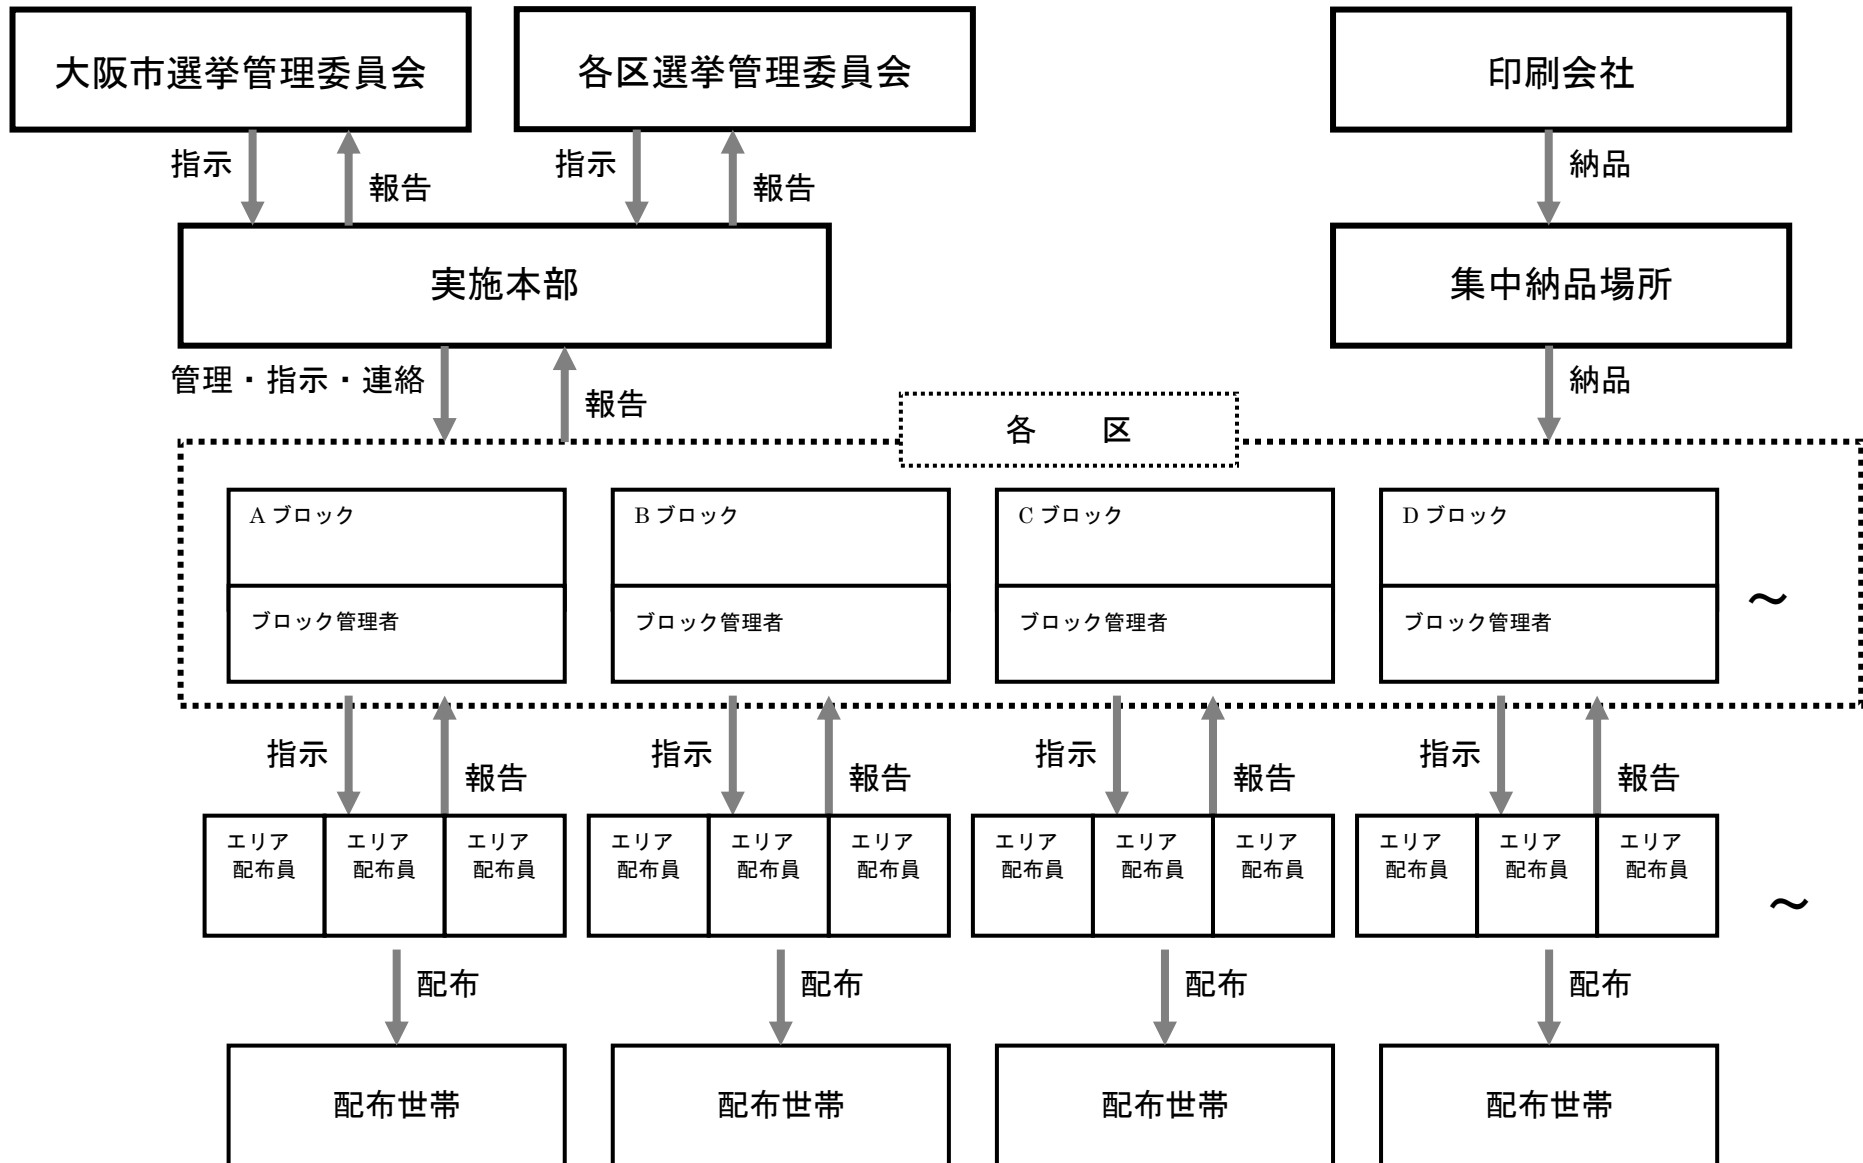 大阪市選挙管理委員会
各区選挙管理委員会
印刷会社
指示
報告
指示
報告
納品
実施本部
集中納品場所
管理・指示・連絡
報告
納品
各　　区
A ブロック
B ブロック
C ブロック
D ブロック
ブロック管理者
ブロック管理者
ブロック管理者
ブロック管理者
～
指示
報告
指示
報告
指示
報告
指示
報告
エリア
配布員
エリア
配布員
エリア
配布員
エリア
配布員
エリア
配布員
エリア
配布員
エリア
配布員
エリア
配布員
エリア
配布員
エリア
配布員
エリア
配布員
エリア
配布員
～
配布
配布
配布
配布
配布世帯
配布世帯
配布世帯
配布世帯